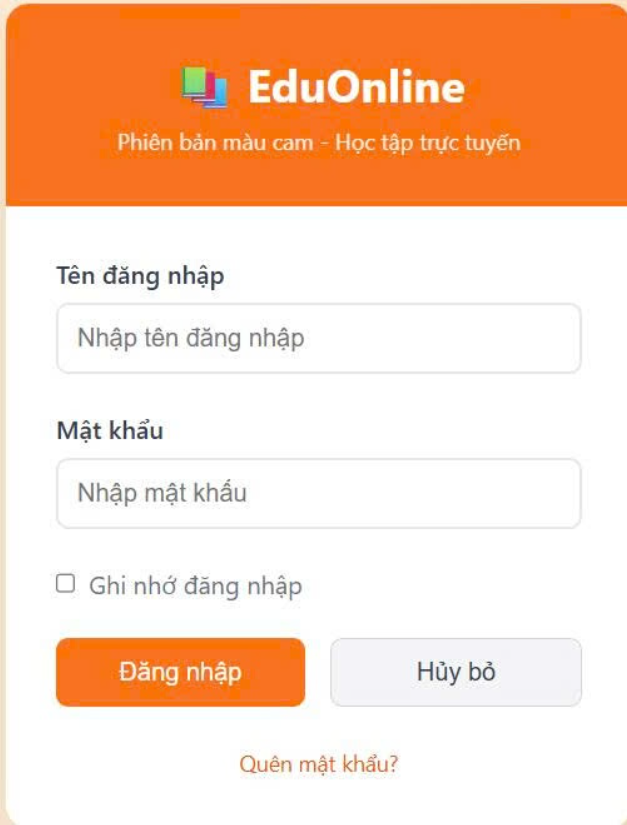 EduOnline
Phiên bản màu cam - Học tập trực tuyến
Tên đăng nhập
Nhập tên đăng nhập
Mật khẩu
Nhập mật khẩu
Ghi nhớ đăng nhập
Đăng nhập
Hủy bỏ
Quên mật khẩu?